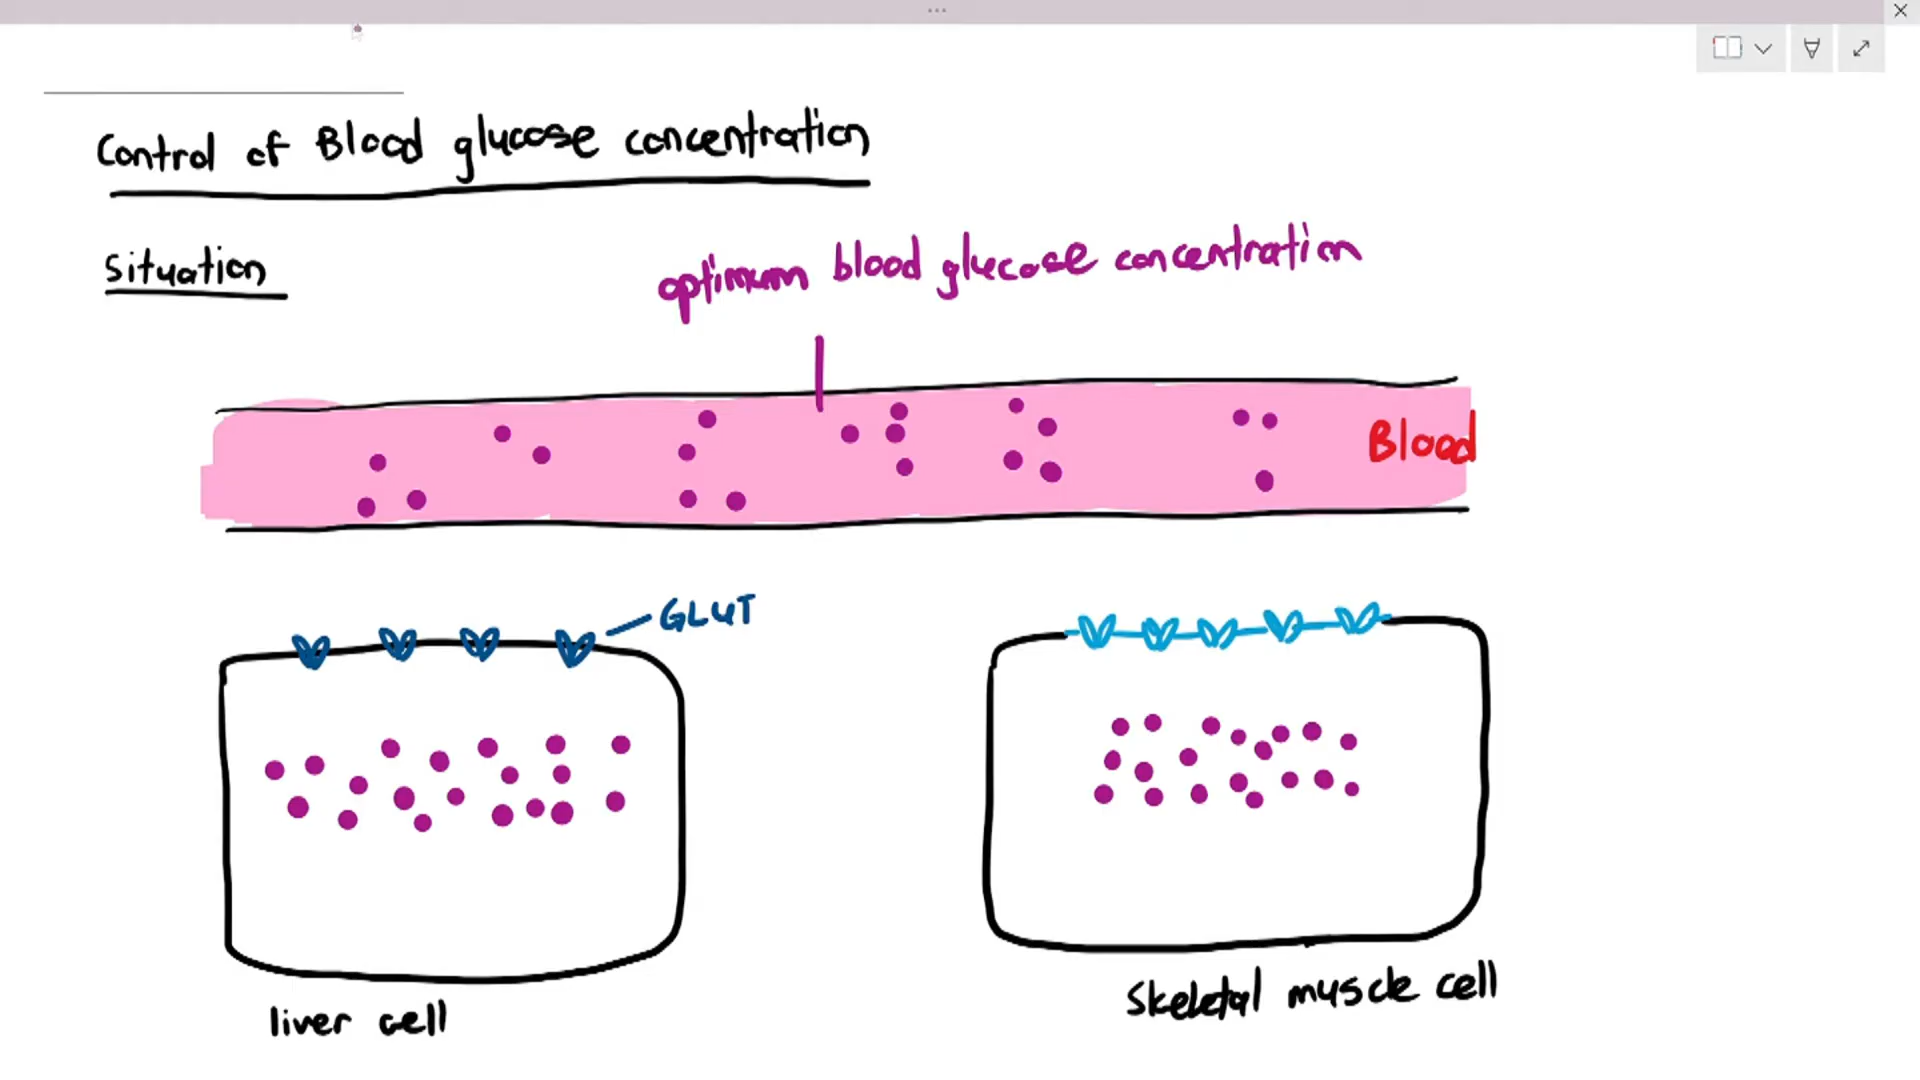 Control of Blood glucose concentration
Situation
optimum blood glucose concentration
Blood
GLUT
liver cell
Skeletal muscle cell